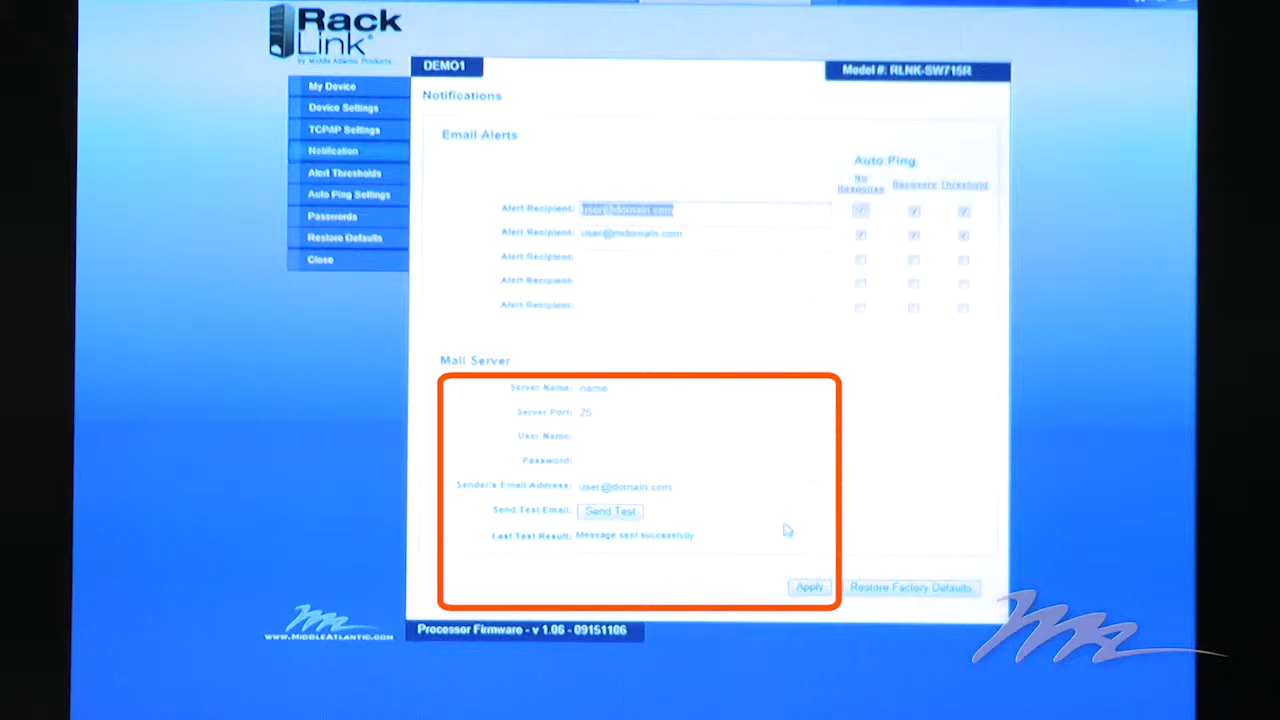 Rack
Link®
by Middle Atlantic Products
DEMO1
Model #: RLNK-SW715R
My Device
Device Settings
TCP/IP Settings
Notification
Alert Thresholds
Auto Ping Settings
Passwords
Restore Defaults
Close
Notifications
Email Alerts
Auto Ping
No Response
Recovery
Threshold
Alert Recipient: user@domain.com
Alert Recipient: user@mdomain.com
Alert Recipient:
Alert Recipient:
Alert Recipient:
Mail Server
Server Name: name
Server Port: 25
User Name:
Password:
Sender's Email Address: user@domain.com
Send Test Email: Send Test
Last Test Result: Message sent successfully
Apply
Restore Factory Defaults
www.MiddleAtlantic.com
Processor Firmware - v 1.06 - 09151106